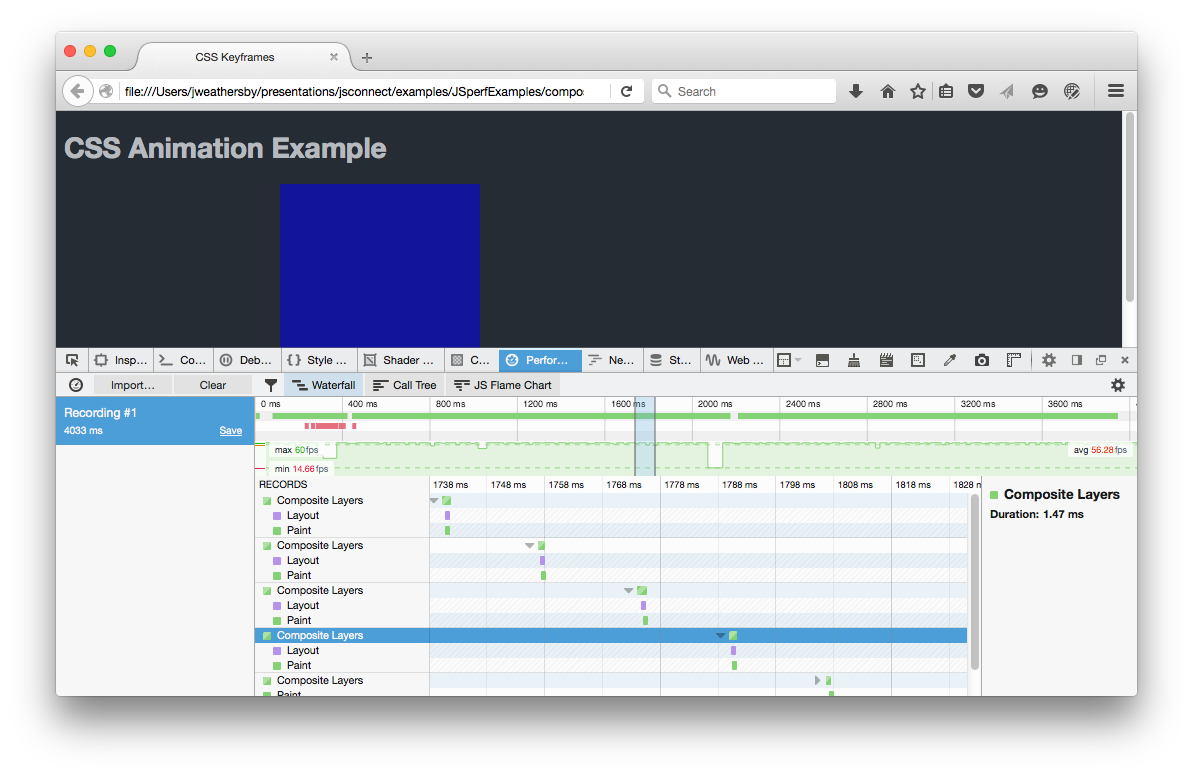 CSS Keyframes
file:///Users/jweathersby/presentations/jsconnect/examples/JSperfExamples/compo
Search
CSS Animation Example
Insp... Co... Deb... Style ... Shader ... C... Perfor... Ne... St... Web ...
Import... Clear Waterfall Call Tree JS Flame Chart
Recording #1
4033 ms Save
0 ms 400 ms 800 ms 1200 ms 1600 ms 2000 ms 2400 ms 2800 ms 3200 ms 3600 ms
max 60fps avg 56.28fps
min 14.66fps
RECORDS 1738 ms 1748 ms 1758 ms 1768 ms 1778 ms 1788 ms 1798 ms 1808 ms 1818 ms 1828 m
Composite Layers
Layout
Paint
Composite Layers
Layout
Paint
Composite Layers
Layout
Paint
Composite Layers
Layout
Paint
Composite Layers
Paint
Composite Layers
Duration: 1.47 ms